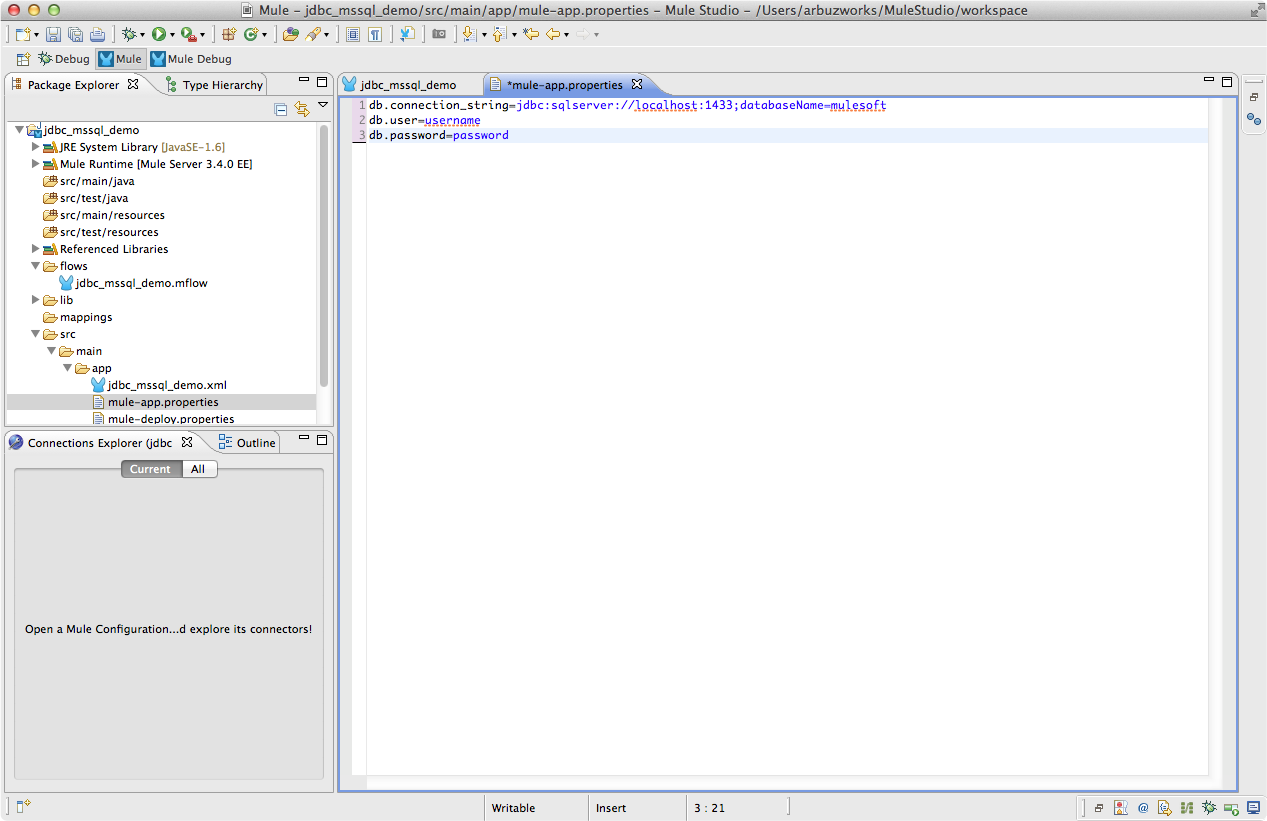 Mule – jdbc_mssql_demo/src/main/app/mule-app.properties – Mule Studio – /Users/arbuzworks/MuleStudio/workspace
Debug Mule Mule Debug
Package Explorer Type Hierarchy
jdbc_mssql_demo
JRE System Library [JavaSE-1.6]
Mule Runtime [Mule Server 3.4.0 EE]
src/main/java
src/test/java
src/main/resources
src/test/resources
Referenced Libraries
flows
jdbc_mssql_demo.mflow
lib
mappings
src
main
app
jdbc_mssql_demo.xml
mule-app.properties
mule-deploy.properties
Connections Explorer (jdbc Outline
Current All
Open a Mule Configuration...d explore its connectors!
jdbc_mssql_demo *mule-app.properties
1 db.connection_string=jdbc:sqlserver://localhost:1433;databaseName=mulesoft
2 db.user=username
3 db.password=password
Writable Insert 3 : 21